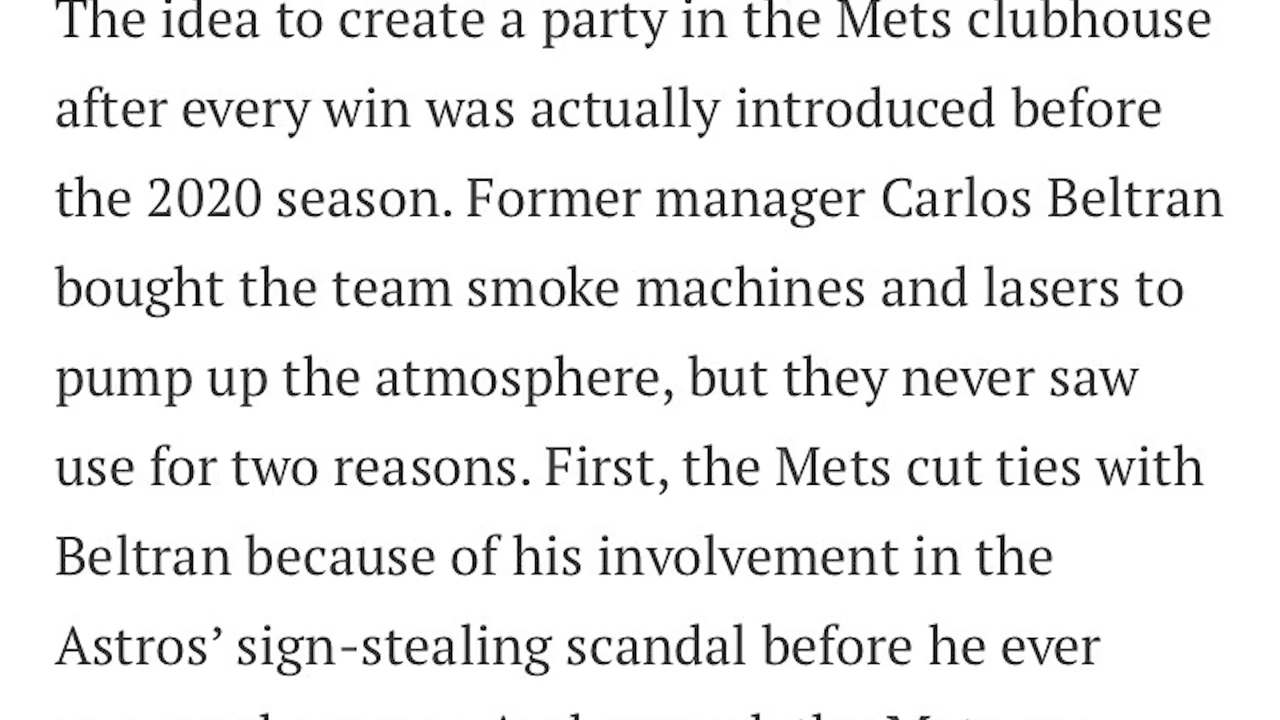 The idea to create a party in the Mets clubhouse
after every win was actually introduced before
the 2020 season. Former manager Carlos Beltran
bought the team smoke machines and lasers to
pump up the atmosphere, but they never saw
use for two reasons. First, the Mets cut ties with
Beltran because of his involvement in the
Astros’ sign-stealing scandal before he ever